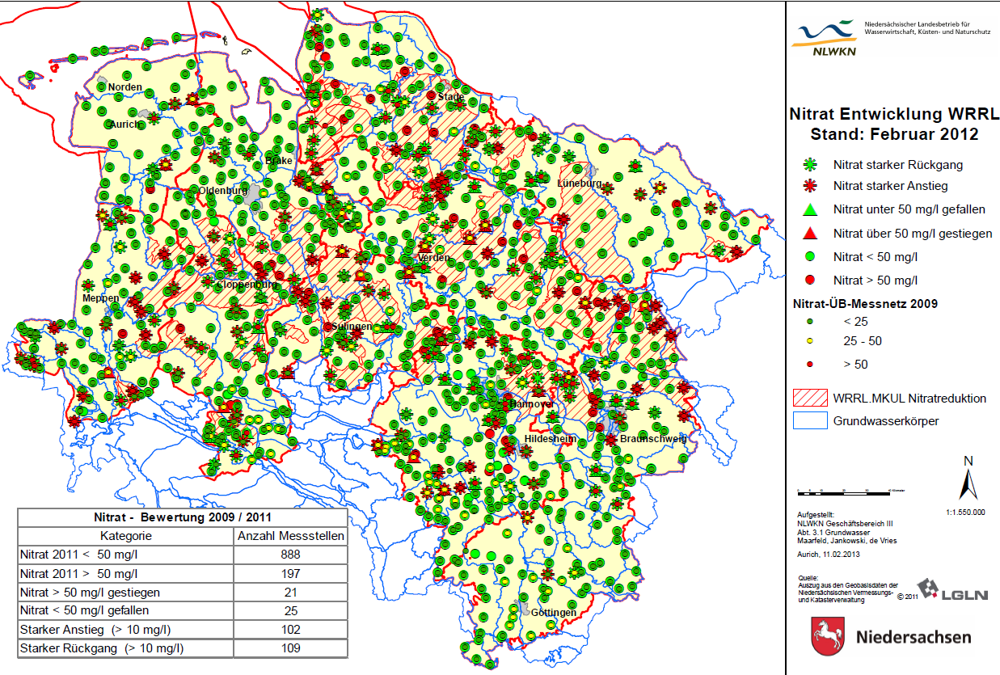 Norden
Aurich
Stade
Brake
Oldenburg
Lüneburg
Verden
Cloppenburg
Meppen
Sulingen
Hannover
Hildesheim
Braunschweig
Göttingen
Nitrat - Bewertung 2009 / 2011
Kategorie Anzahl Messstellen
Nitrat 2011 < 50 mg/l 888
Nitrat 2011 > 50 mg/l 197
Nitrat > 50 mg/l gestiegen 21
Nitrat < 50 mg/l gefallen 25
Starker Anstieg (> 10 mg/l) 102
Starker Rückgang (> 10 mg/l) 109
NLWKN
Niedersächsischer Landesbetrieb für
Wasserwirtschaft, Küsten- und Naturschutz
Nitrat Entwicklung WRRL
Stand: Februar 2012
Nitrat starker Rückgang
Nitrat starker Anstieg
Nitrat unter 50 mg/l gefallen
Nitrat über 50 mg/l gestiegen
Nitrat < 50 mg/l
Nitrat > 50 mg/l
Nitrat-ÜB-Messnetz 2009
< 25
25 - 50
> 50
WRRL.MKUL Nitratreduktion
Grundwasserkörper
N
1:1.550.000
Aufgestellt:
NLWKN Geschäftsbereich III
Abt. 3.1 Grundwasser
Maarfeld, Jankowski, de Vries
Aurich, 11.02.2013
Quelle:
Auszug aus den Geobasisdaten der
Niedersächsischen Vermessungs-
und Katasterverwaltung © 2011
LGLN
Niedersachsen